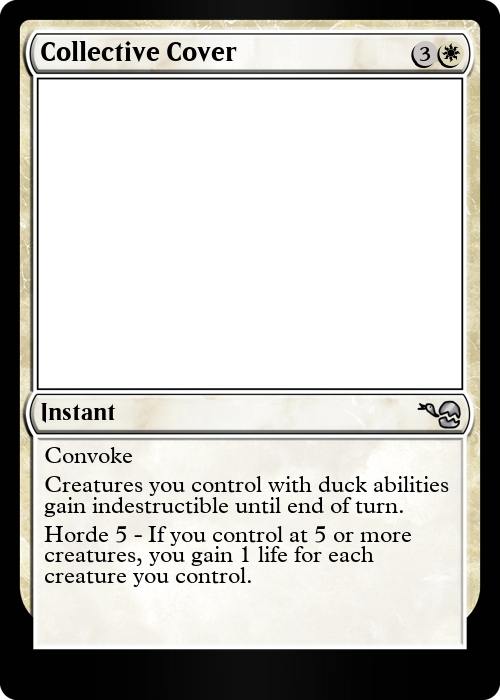 Collective Cover 3
Instant
Convoke
Creatures you control with duck abilities
gain indestructible until end of turn.
Horde 5 - If you control at 5 or more
creatures, you gain 1 life for each
creature you control.